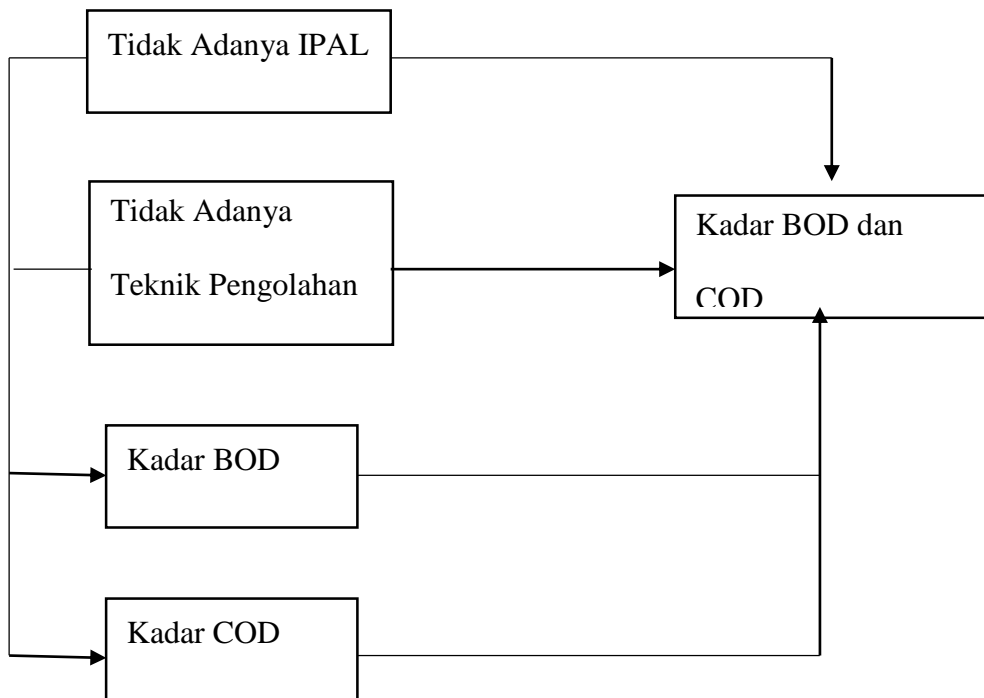 Tidak Adanya IPAL
Tidak Adanya
Teknik Pengolahan
Kadar BOD dan
COD
Kadar BOD
Kadar COD